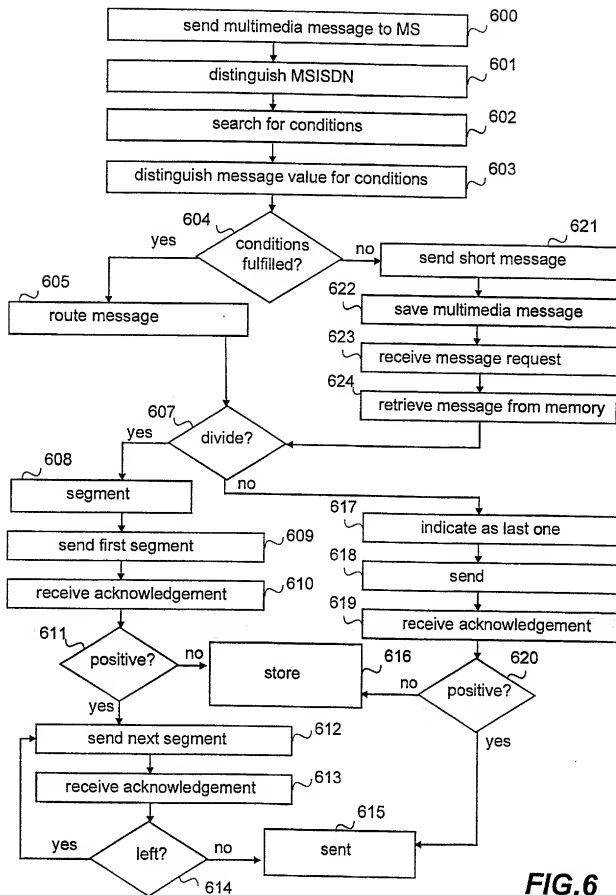 send multimedia message to MS
600
distinguish MSISDN
601
search for conditions
602
distinguish message value for conditions
603
604
conditions
fulfilled?
yes
no
621
send short message
605
route message
622
save multimedia message
623
receive message request
624
retrieve message from memory
607
divide?
yes
no
608
segment
617
indicate as last one
609
send first segment
618
send
610
receive acknowledgement
619
receive acknowledgement
611
positive?
no
store
616
no
positive?
620
yes
yes
send next segment
612
receive acknowledgement
613
615
yes
left?
no
sent
614
FIG.6